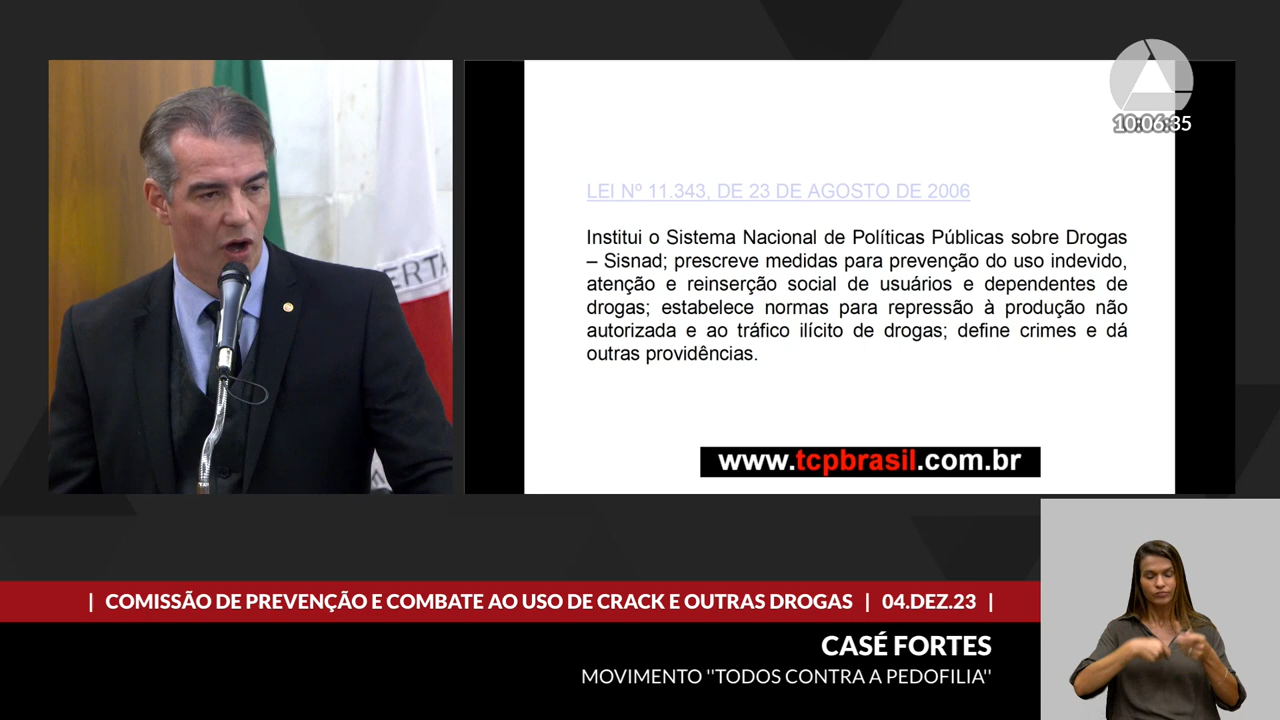 10:06:35
LEI Nº 11.343, DE 23 DE AGOSTO DE 2006
Institui o Sistema Nacional de Políticas Públicas sobre Drogas
– Sisnad; prescreve medidas para prevenção do uso indevido,
atenção e reinserção social de usuários e dependentes de
drogas; estabelece normas para repressão à produção não
autorizada e ao tráfico ilícito de drogas; define crimes e dá
outras providências.
www.tcpbrasil.com.br
ERTA
| COMISSÃO DE PREVENÇÃO E COMBATE AO USO DE CRACK E OUTRAS DROGAS | 04.DEZ.23 |
CASÉ FORTES
MOVIMENTO "TODOS CONTRA A PEDOFILIA"